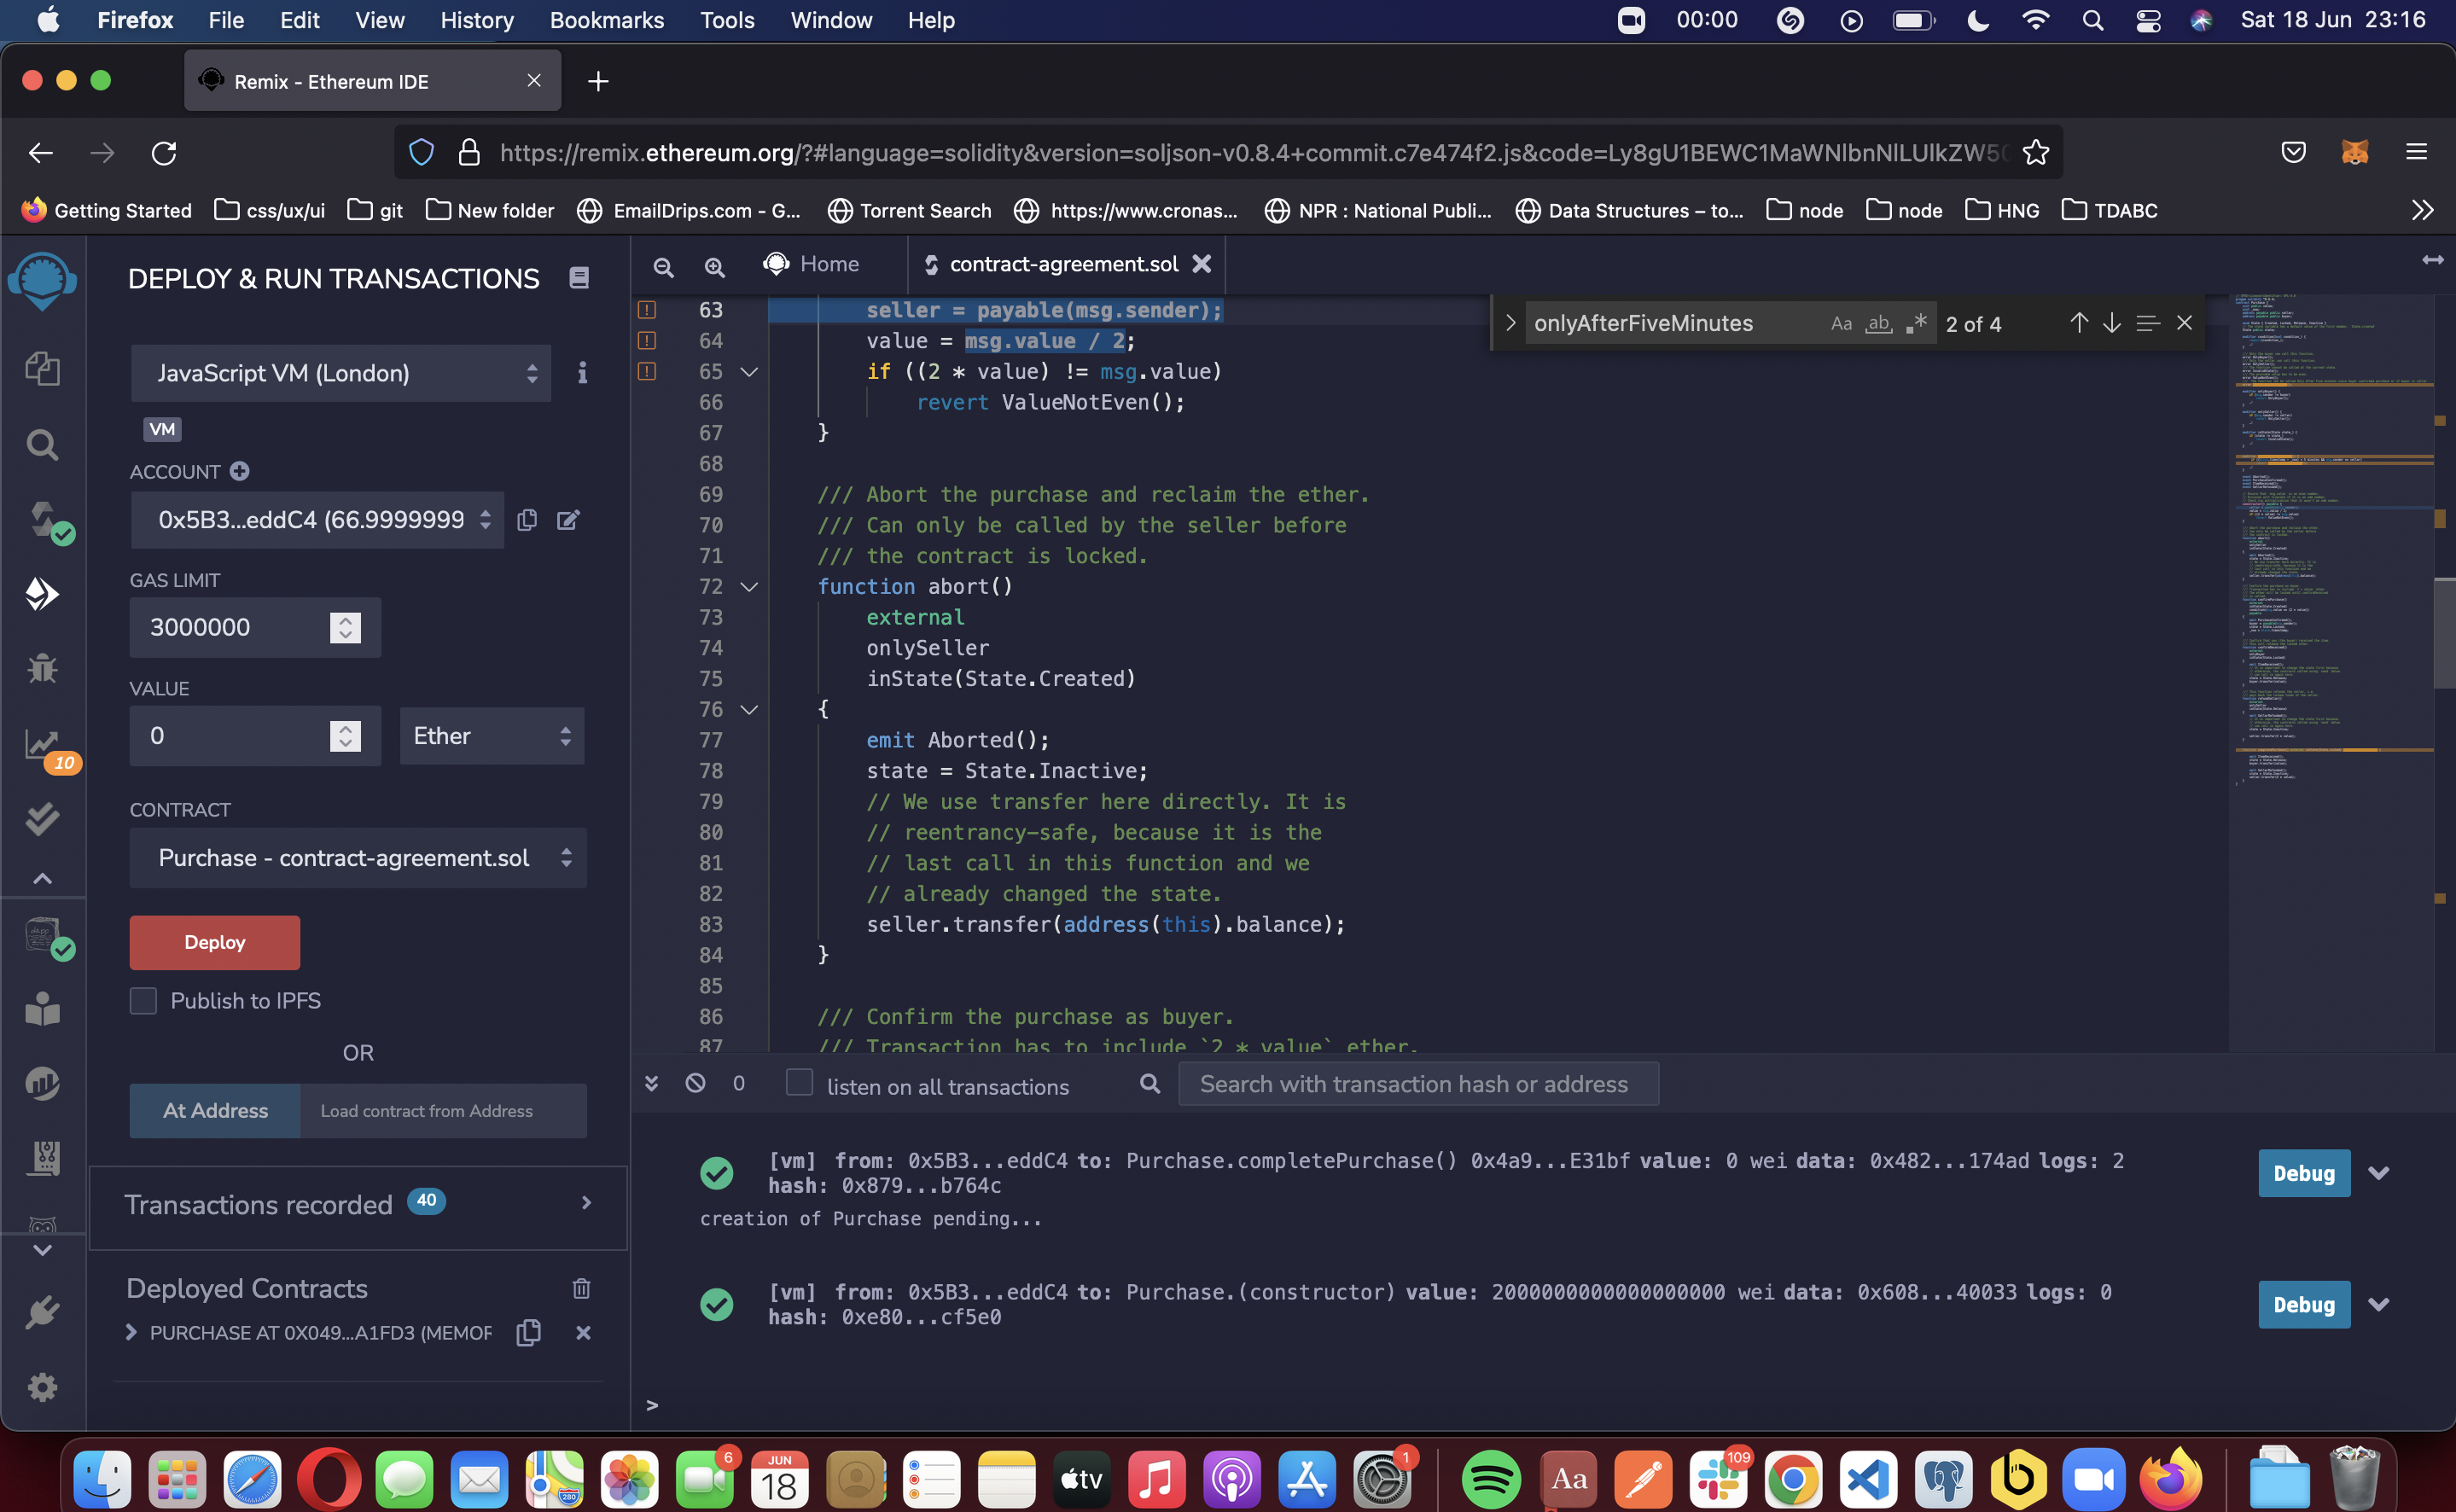 Firefox File Edit View History Bookmarks Tools Window Help 00:00 Sat 18 Jun 23:16
Remix - Ethereum IDE
https://remix.ethereum.org/?#language=solidity&version=soljson-v0.8.4+commit.c7e474f2.js&code=Ly8gU1BEWC1MaWNlbnNlLUlkZW50
Getting Started css/ux/ui git New folder EmailDrips.com - G... Torrent Search https://www.cronas... NPR : National Publi... Data Structures – to... node node HNG TDABC
DEPLOY & RUN TRANSACTIONS
JavaScript VM (London)
VM
ACCOUNT
0x5B3...eddC4 (66.9999999
GAS LIMIT
3000000
VALUE
0 Ether
CONTRACT
Purchase - contract-agreement.sol
Deploy
Publish to IPFS
OR
At Address Load contract from Address
Transactions recorded 40
Deployed Contracts
PURCHASE AT 0X049...A1FD3 (MEMOR
10
Home contract-agreement.sol
onlyAfterFiveMinutes Aa ab .* 2 of 4
63 seller = payable(msg.sender);
64 value = msg.value / 2;
65 if ((2 * value) != msg.value)
66 revert ValueNotEven();
67 }
68
69 /// Abort the purchase and reclaim the ether.
70 /// Can only be called by the seller before
71 /// the contract is locked.
72 function abort()
73 external
74 onlySeller
75 inState(State.Created)
76 {
77 emit Aborted();
78 state = State.Inactive;
79 // We use transfer here directly. It is
80 // reentrancy-safe, because it is the
81 // last call in this function and we
82 // already changed the state.
83 seller.transfer(address(this).balance);
84 }
85
86 /// Confirm the purchase as buyer.
87 /// Transaction has to include `2 * value` ether.
0 listen on all transactions Search with transaction hash or address
[vm] from: 0x5B3...eddC4 to: Purchase.completePurchase() 0x4a9...E31bf value: 0 wei data: 0x482...174ad logs: 2
hash: 0x879...b764c
Debug
creation of Purchase pending...
[vm] from: 0x5B3...eddC4 to: Purchase.(constructor) value: 2000000000000000000 wei data: 0x608...40033 logs: 0
hash: 0xe80...cf5e0
Debug
>
6 JUN 18 tv 1 Aa 109